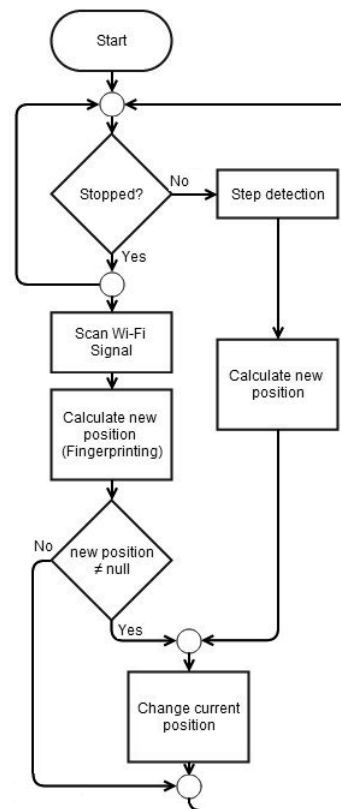 Start
Stopped?
No
Step detection
Yes
Scan Wi-Fi
Signal
Calculate new
position
(Fingerprinting)
Calculate new
position
No
new position
≠ null
Yes
Change current
position